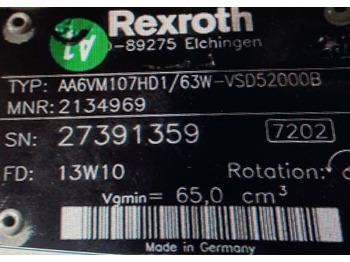 Rexroth
A1
D-89275 Elchingen
TYP: AA6VM107HD1/63W-VSD52000B
MNR: 2134969
SN: 27391359 7202
FD: 13W10 Rotation:
Vgmin= 65,0 cm³
Made in Germany